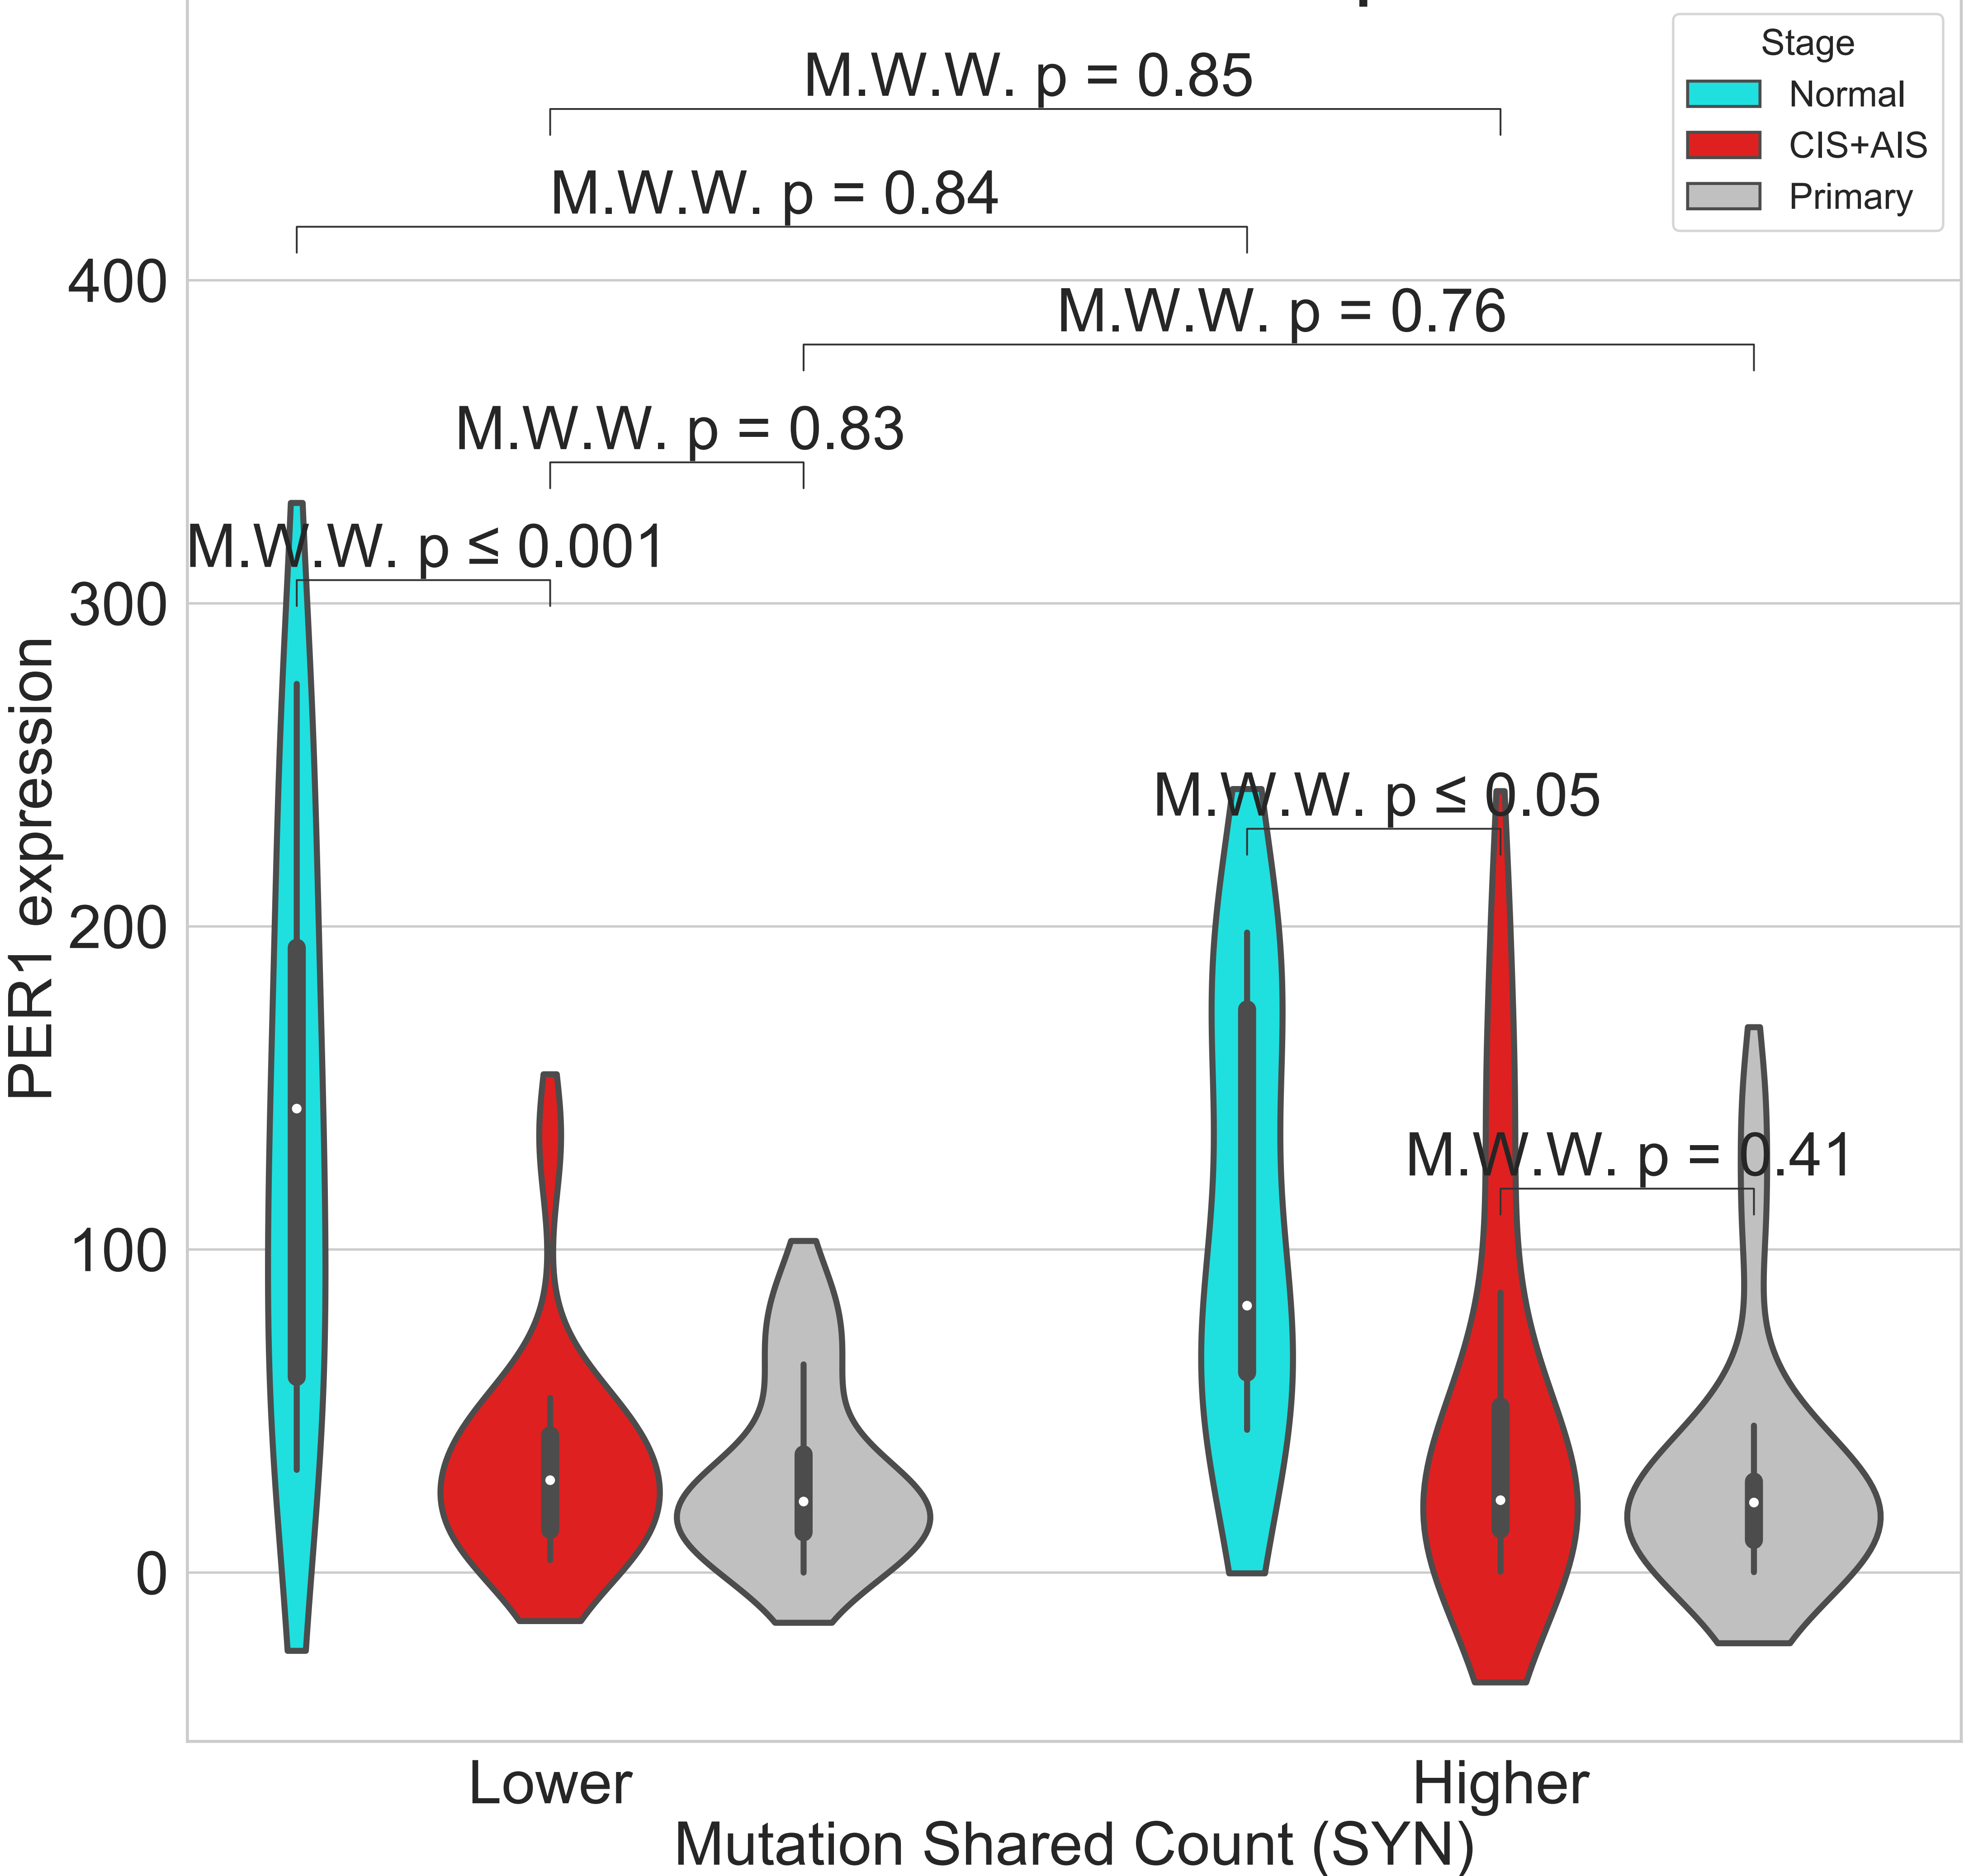 Stage
Normal
CIS+AIS
Primary
M.W.W. p = 0.85
M.W.W. p = 0.84
400
M.W.W. p = 0.76
M.W.W. p = 0.83
M.W.W. p ≤ 0.001
300
M.W.W. p ≤ 0.05
200
M.W.W. p = 0.41
100
0
PER1 expression
Lower
Higher
Mutation Shared Count (SYN)